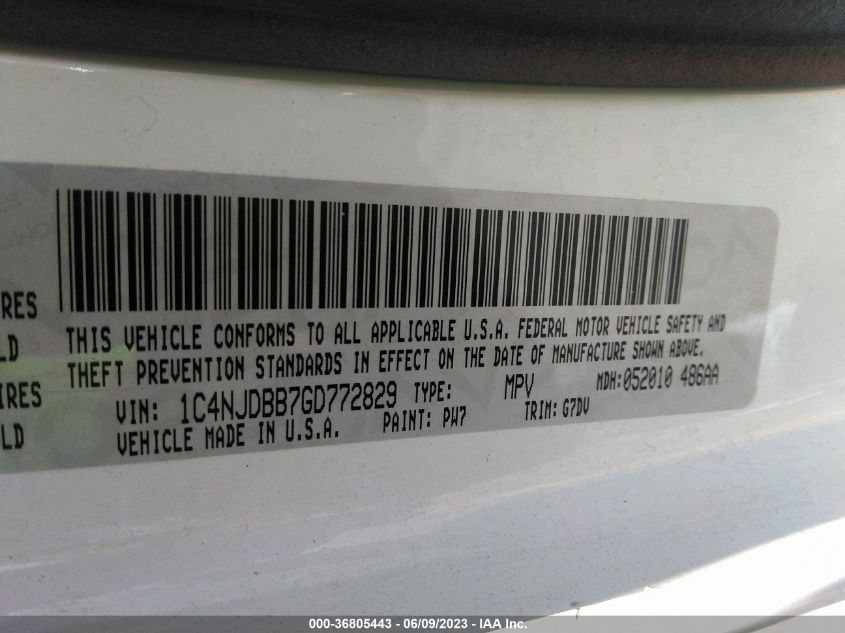 RES
LD
IRES
LD
THIS VEHICLE CONFORMS TO ALL APPLICABLE U.S.A. FEDERAL MOTOR VEHICLE SAFETY AND
THEFT PREVENTION STANDARDS IN EFFECT ON THE DATE OF MANUFACTURE SHOWN ABOVE.
VIN: 1C4NJDBB7GD772829 TYPE: MPV MDH:052010 486AA
VEHICLE MADE IN U.S.A. PAINT: PW7 TRIM: G7DV
000-36805443 - 06/09/2023 - IAA Inc.